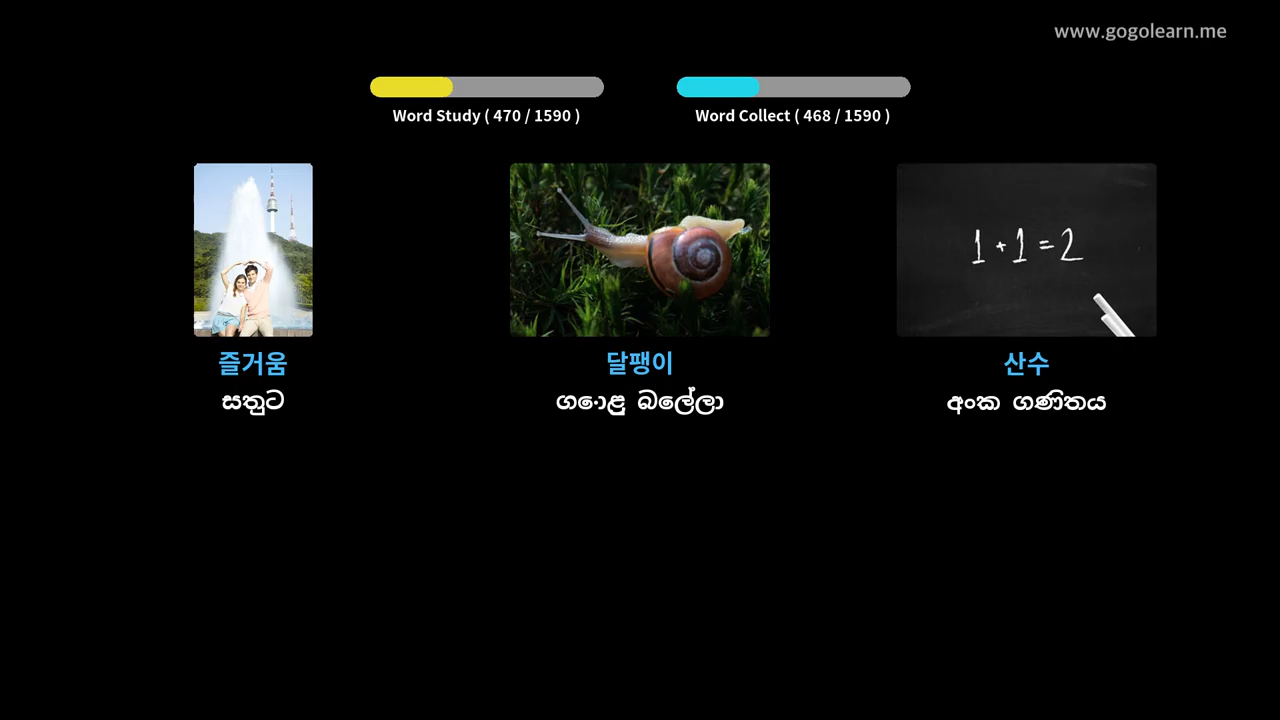 www.gogolearn.me
Word Study ( 470 / 1590 )
Word Collect ( 468 / 1590 )
1 + 1 = 2
즐거움
달팽이
산수
සතුට
ගොළු බෙල්ලා
අංක ගණිතය